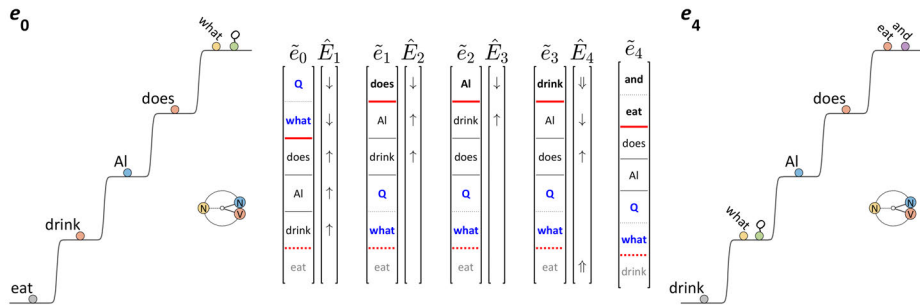 e0
what Q
does
Al
drink
eat
N N V
ẽ0 Ê1 ẽ1 Ê2 ẽ2 Ê3 ẽ3 Ê4 ẽ4
Q ↓ does ↓ Al ↓ drink ⇓ and
what ↓ Al ↑ drink ↑ Al ↓ eat
does ↑ drink ↑ does does ↑ does
Al ↑ Q Q Q Al
drink ↑ what what what Q
eat eat eat eat ⇑ what
drink
e4
eat and
does
Al
what Q
drink
N N V